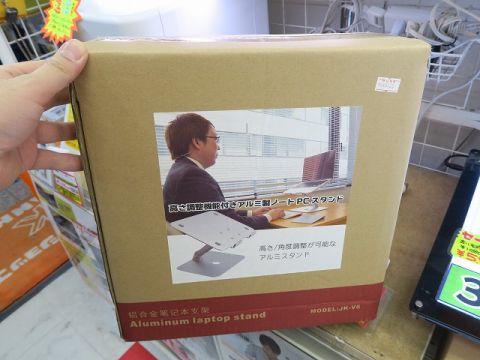 高さ調整機能付きアルミ製ノートPCスタンド
高さ/角度調整が可能な
アルミスタンド
铝合金笔记本支架
Aluminum laptop stand
MODEL:JK-V6